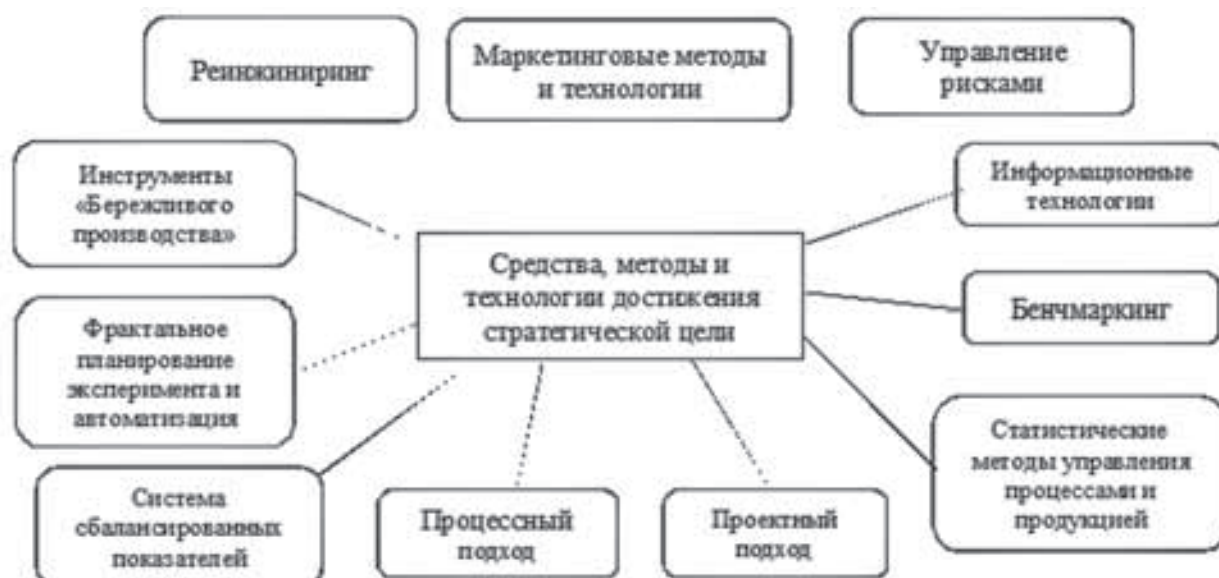 Реинжиниринг
Маркетинговые методы
и технологии
Управление
рисками
Инструменты
«Бережливого
производства»
Информационные
технологии
Средства, методы и
технологии достижения
стратегической цели
Бенчмаркинг
Фрактальное
планирование
эксперимента и
автоматизация
Статистические
методы управления
процессами и
продукцией
Система
сбалансированных
показателей
Процессный
подход
Проектный
подход